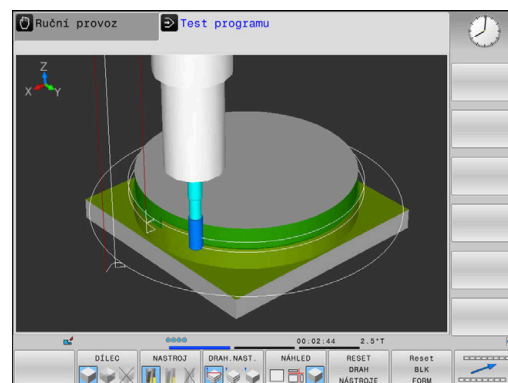 Ruční provoz
Test programu
Z
X Y
00:02:44 2.5*T
DÍLEC
NASTROJ
DRAH.NAST.
NÁHLED
RESET
DRAH
NÁSTROJE
Reset
BLK
FORM